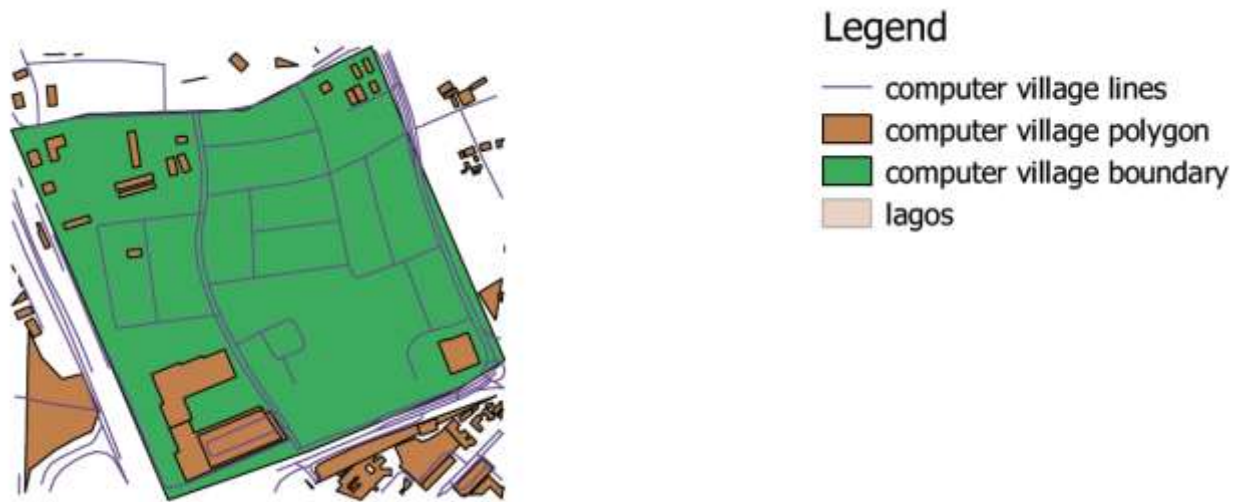 Legend
computer village lines
computer village polygon
computer village boundary
lagos